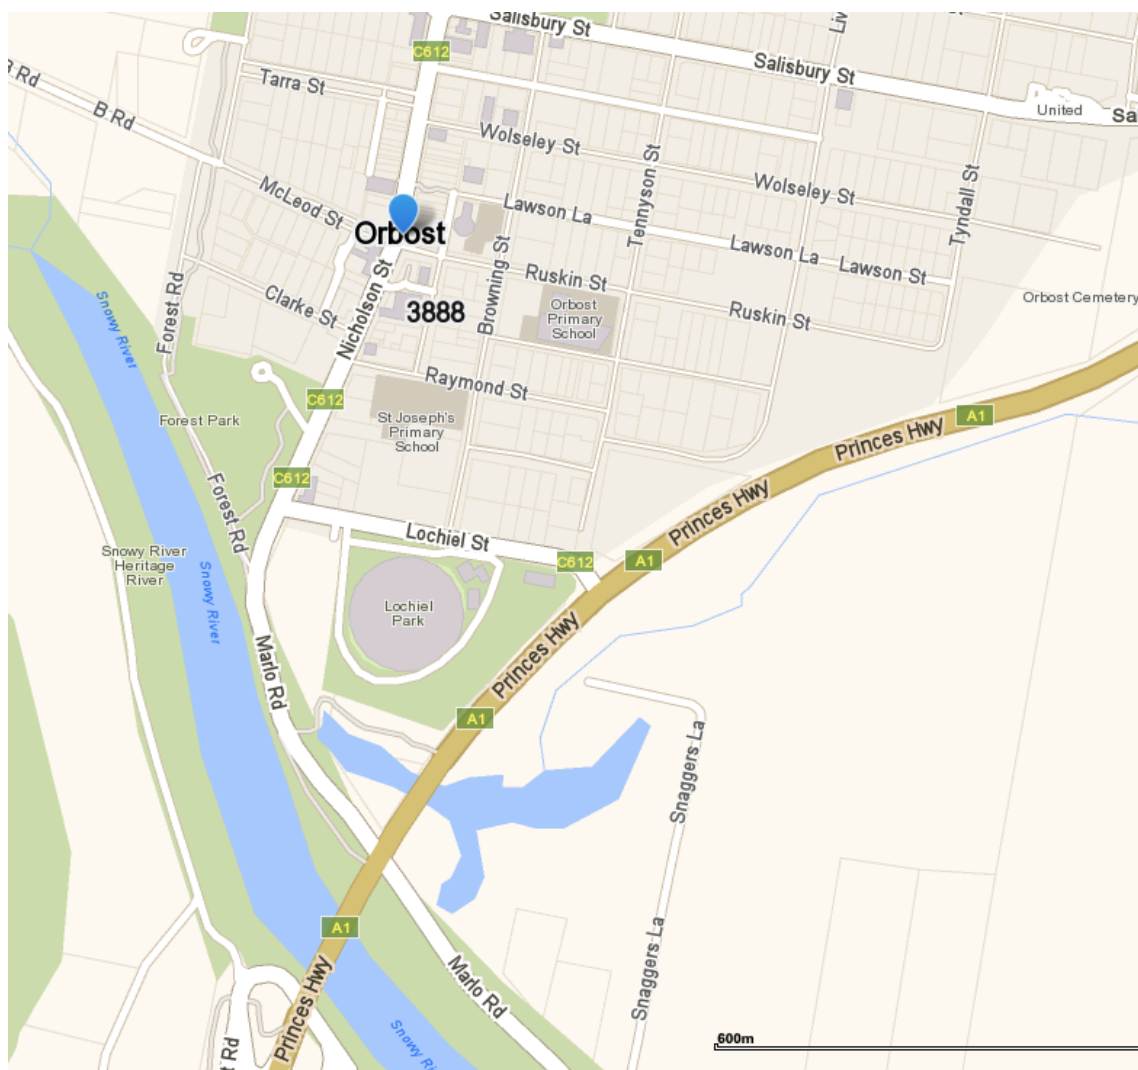 Salisbury St
C612
Salisbury St
B Rd
Tarra St
B Rd
United
Wolseley St
Tennyson St
Wolseley St
Tyndall St
McLeod St
Lawson La
Orbost
Lawson La
Lawson St
Nicholson St
Browning St
Ruskin St
Ruskin St
Forest Rd
Clarke St
3888
Orbost
Primary
School
Orbost Cemetery
Snowy River
Raymond St
C612
Forest Park
St Joseph's
Primary
School
A1
Princes Hwy
C612
Princes Hwy
Forest Rd
Lochiel St
Snowy River
Heritage
River
C612
A1
Snowy River
Lochiel
Park
Princes Hwy
Marlo Rd
A1
Snaggers La
A1
Snaggers La
Marlo Rd
Princes Hwy
Snowy
Rd
600m